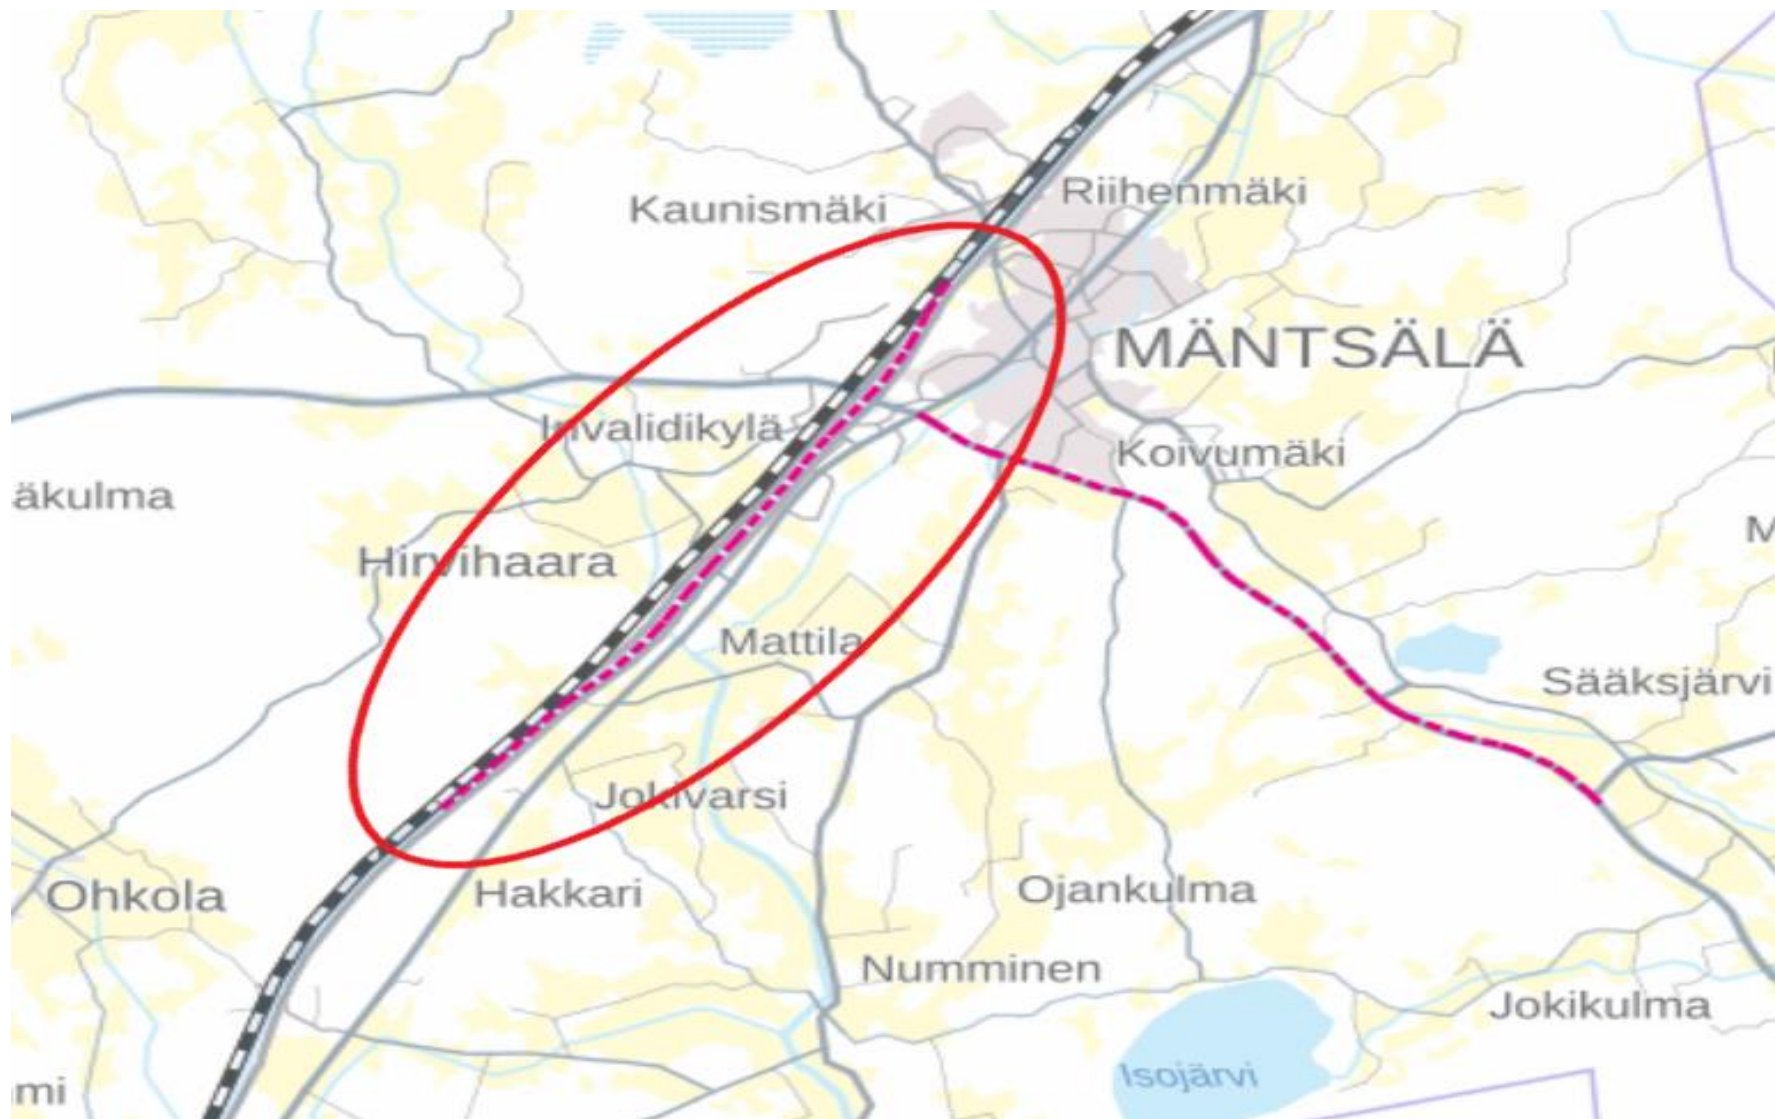 Riihenmäki
Kaunismäki
MÄNTSÄLÄ
Invalidikylä
Koivumäki
äkulma
M
Hirvihaara
Mattila
Sääksjärvi
Jokivarsi
Ohkola
Hakkari
Ojankulma
Numminen
Jokikulma
Isojärvi
mi